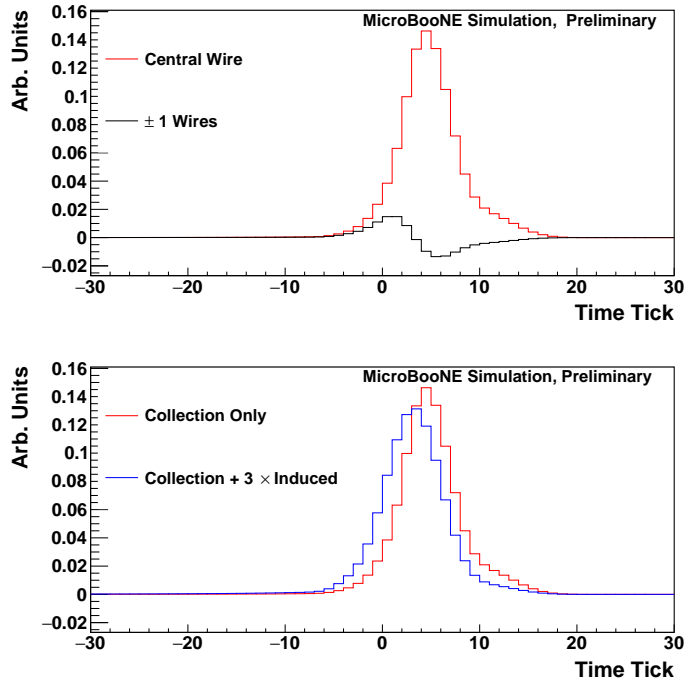 MicroBooNE Simulation, Preliminary
Arb. Units
0.16
0.14
0.12
0.1
0.08
0.06
0.04
0.02
0
−0.02
Central Wire
± 1 Wires
−30 −20 −10 0 10 20 30
Time Tick
MicroBooNE Simulation, Preliminary
Arb. Units
0.16
0.14
0.12
0.1
0.08
0.06
0.04
0.02
0
−0.02
Collection Only
Collection + 3 × Induced
−30 −20 −10 0 10 20 30
Time Tick